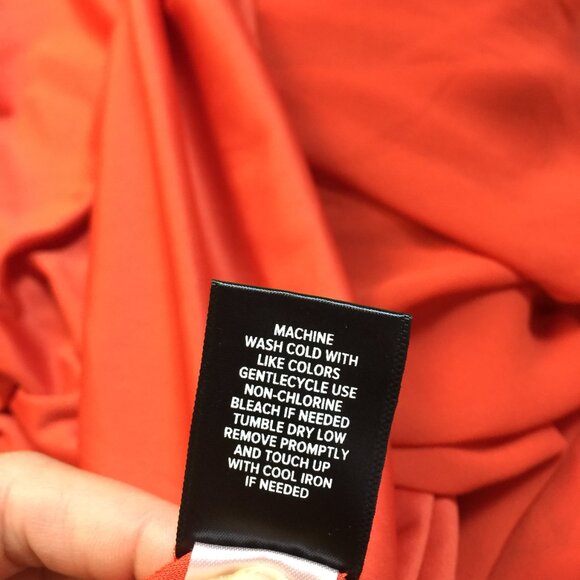 MACHINE
WASH COLD WITH
LIKE COLORS
GENTLECYCLE USE
NON-CHLORINE
BLEACH IF NEEDED
TUMBLE DRY LOW
REMOVE PROMPTLY
AND TOUCH UP
WITH COOL IRON
IF NEEDED